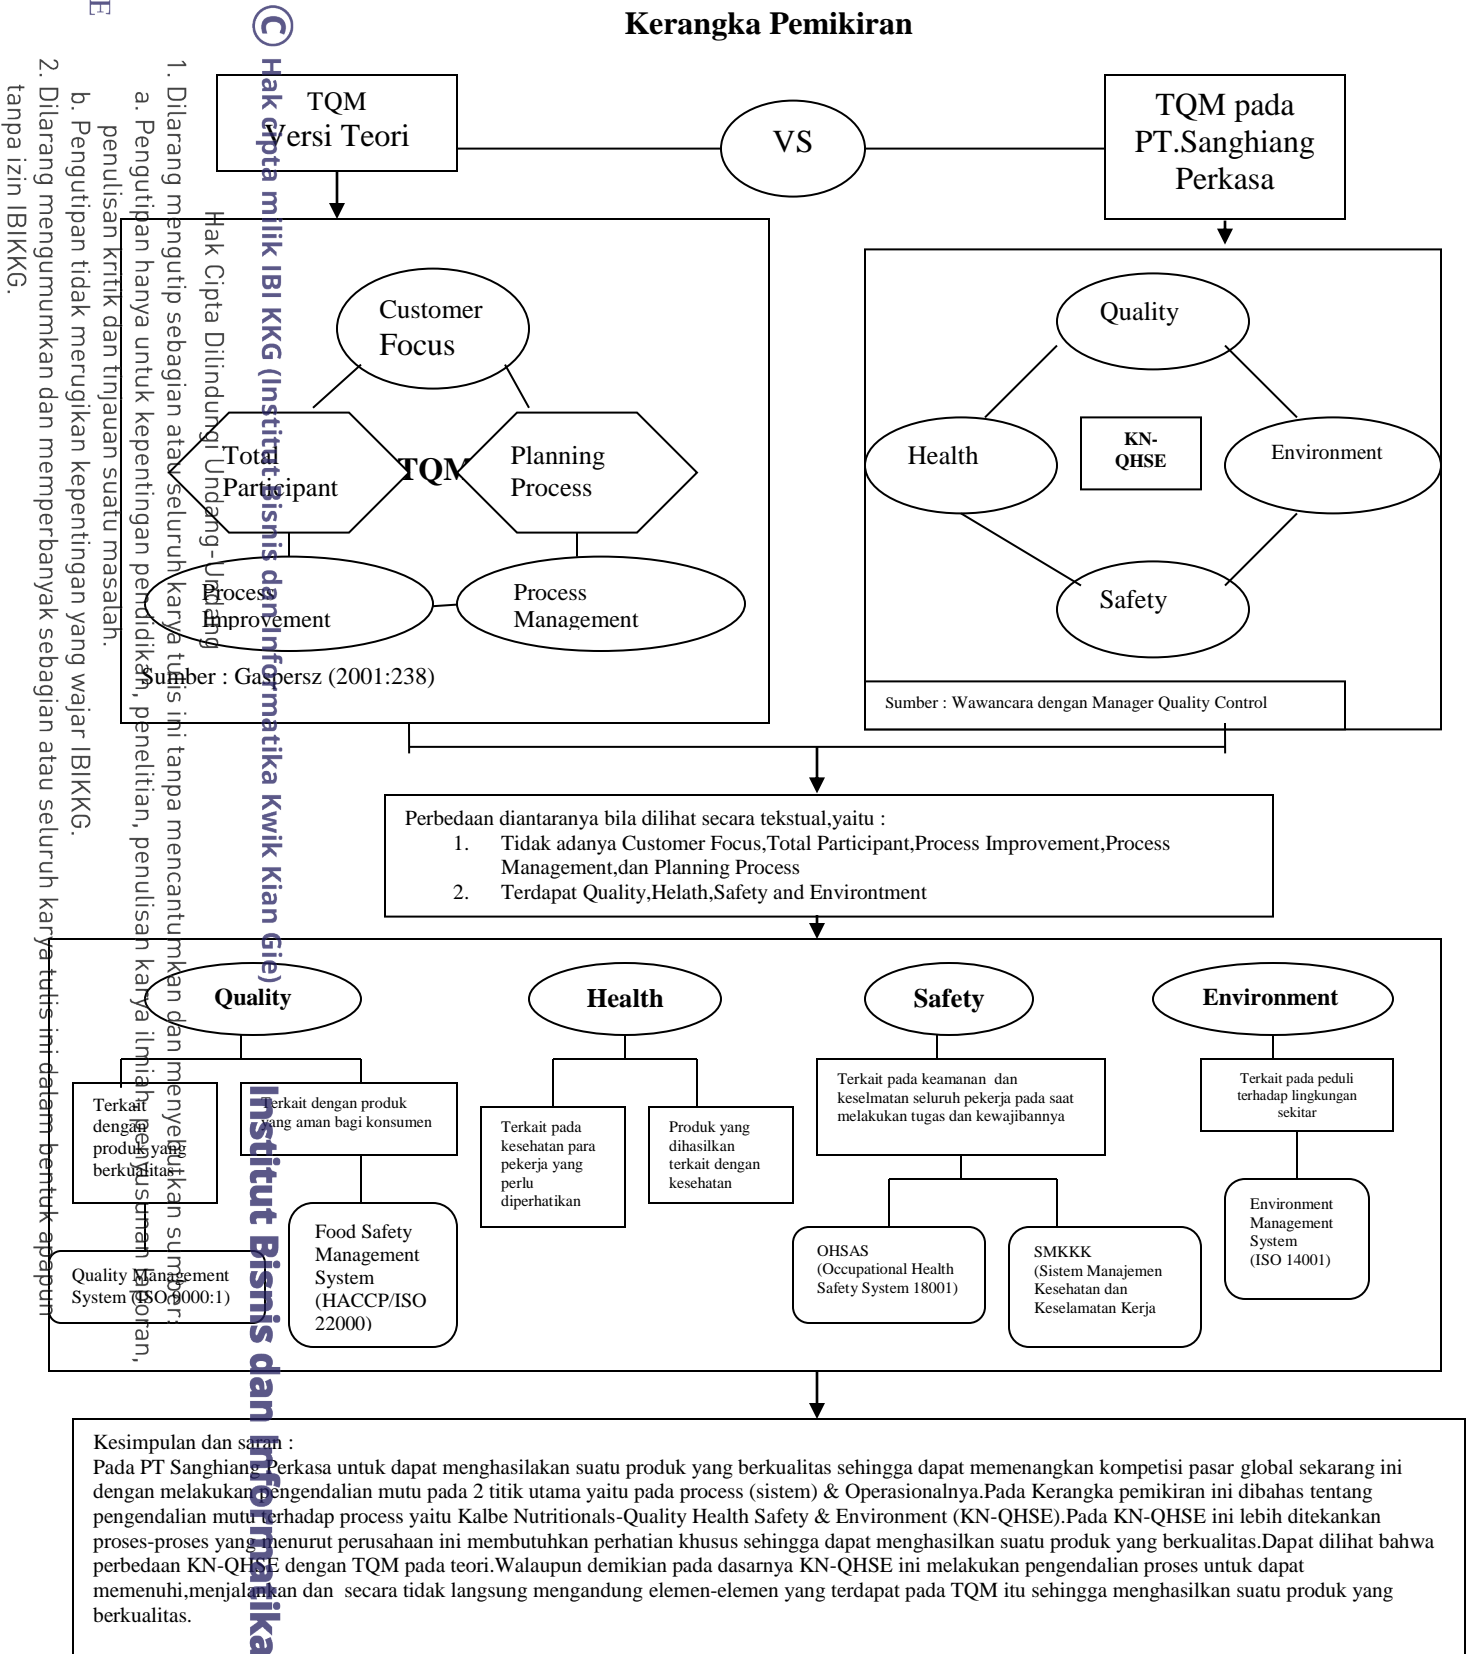 Kerangka Pemikiran
TQM
Versi Teori
VS
TQM pada
PT.Sanghiang
Perkasa
Customer
Focus
Total
Participant
TQM
Planning
Process
Process
Improvement
Process
Management
Sumber : Gaspersz (2001:238)
Quality
Health
KN-
QHSE
Environment
Safety
Sumber : Wawancara dengan Manager Quality Control
Perbedaan diantaranya bila dilihat secara tekstual,yaitu :
1. Tidak adanya Customer Focus,Total Participant,Process Improvement,Process
Management,dan Planning Process
2. Terdapat Quality,Helath,Safety and Environtment
Quality
Health
Safety
Environment
Terkait
dengan
produk yang
berkualitas
Terkait dengan produk
yang aman bagi konsumen
Terkait pada
kesehatan para
pekerja yang
perlu
diperhatikan
Produk yang
dihasilkan
terkait dengan
kesehatan
Terkait pada keamanan dan
keselmatan seluruh pekerja pada saat
melakukan tugas dan kewajibannya
Terkait pada peduli
terhadap lingkungan
sekitar
Quality Management
System (ISO 9000:1)
Food Safety
Management
System
(HACCP/ISO
22000)
OHSAS
(Occupational Health
Safety System 18001)
SMKKK
(Sistem Manajemen
Kesehatan dan
Keselamatan Kerja
Environment
Management
System
(ISO 14001)
Kesimpulan dan saran :
Pada PT Sanghiang Perkasa untuk dapat menghasilakan suatu produk yang berkualitas sehingga dapat memenangkan kompetisi pasar global sekarang ini
dengan melakukan pengendalian mutu pada 2 titik utama yaitu pada process (sistem) & Operasionalnya.Pada Kerangka pemikiran ini dibahas tentang
pengendalian mutu terhadap process yaitu Kalbe Nutritionals-Quality Health Safety & Environment (KN-QHSE).Pada KN-QHSE ini lebih ditekankan
proses-proses yang menurut perusahaan ini membutuhkan perhatian khusus sehingga dapat menghasikan suatu produk yang berkualitas.Dapat dilihat bahwa
perbedaan KN-QHSE dengan TQM pada teori.Walaupun demikian pada dasarnya KN-QHSE ini melakukan pengendalian proses untuk dapat
memenuhi,menjalankan dan secara tidak langsung mengandung elemen-elemen yang terdapat pada TQM itu sehingga menghasilkan suatu produk yang
berkualitas.
© Hak cipta milik IBI KKG (Institut Bisnis dan Informatika Kwik Kian Gie)
Institut Bisnis dan Informatika
Hak Cipta Dilindungi Undang-Undang
1. Dilarang mengutip sebagian atau seluruh karya tulis ini tanpa mencantumkan dan menyebutkan sumber:
a. Pengutipan hanya untuk kepentingan pendidikan, penelitian, penulisan karya ilmiah, penyusunan laporan,
penulisan kritik dan tinjauan suatu masalah.
b. Pengutipan tidak merugikan kepentingan yang wajar IBIKKG.
2. Dilarang mengumumkan dan memperbanyak sebagian atau seluruh karya tulis ini dalam bentuk apapun
tanpa izin IBIKKG.